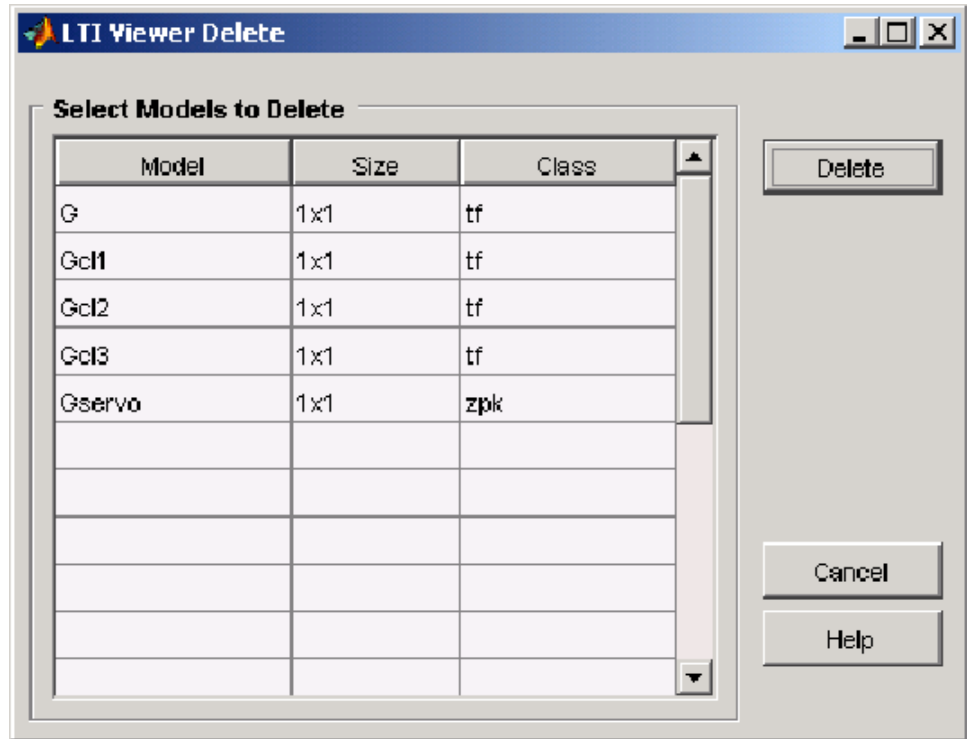 LTI Viewer Delete
Select Models to Delete
Model Size Class
Delete
G 1x1 tf
Gcl1 1x1 tf
Gcl2 1x1 tf
Gcl3 1x1 tf
Gservo 1x1 zpk
Cancel
Help